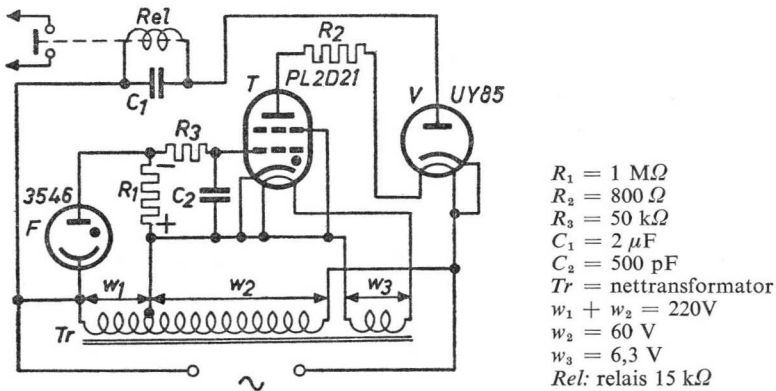 Rel
C1
T
PL2D21
R2
V
UY85
R3
R1
C2
3546
F
w1
w2
w3
Tr
R1 = 1 MΩ
R2 = 800 Ω
R3 = 50 kΩ
C1 = 2 μF
C2 = 500 pF
Tr = nettransformator
w1 + w2 = 220V
w2 = 60 V
w3 = 6,3 V
Rel: relais 15 kΩ